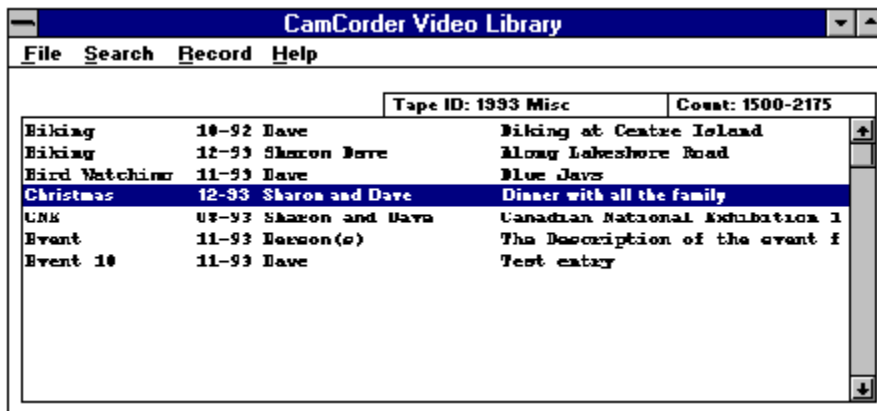 CamCorder Video Library
File Search Record Help
Tape ID: 1993 Misc Count: 1500-2175
Biking 10-92 Dave Biking at Centre Island
Biking 12-93 Sharon Dave Along Lakeshore Road
Bird Watching 11-93 Dave Blue Jays
Christmas 12-93 Sharon and Dave Dinner with all the family
CNE 08-93 Sharon and Dave Canadian National Exhibition 1
Event 11-93 Person(s) The Description of the event f
Event 10 11-93 Dave Test entry